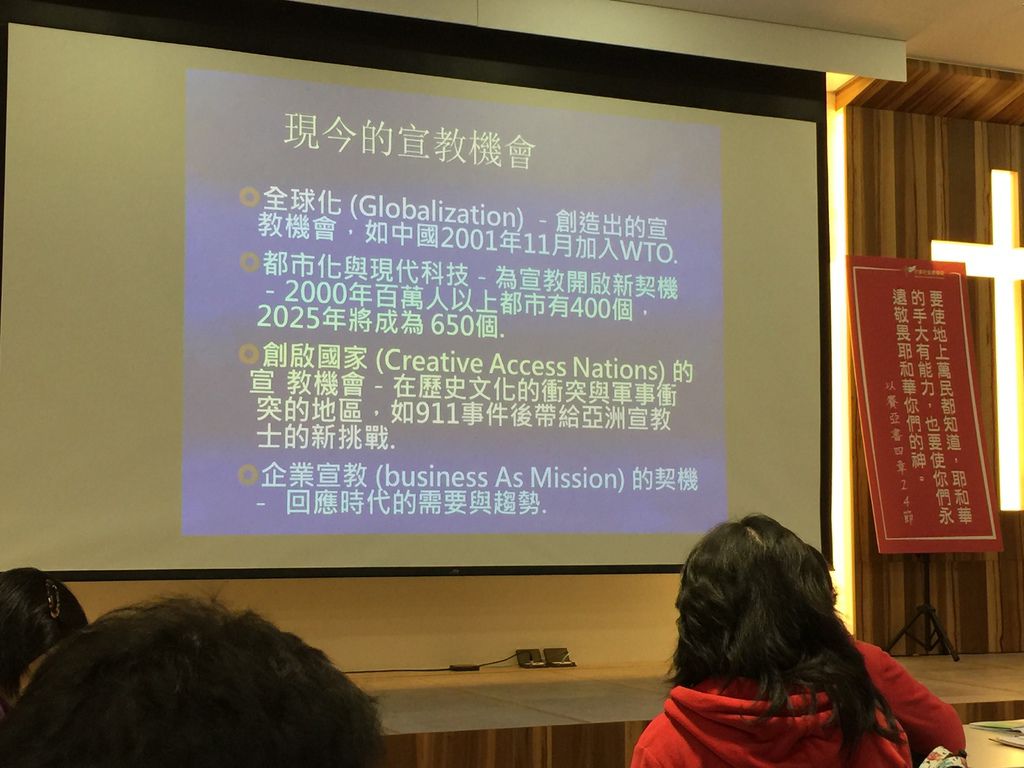 現今的宣教機會
全球化 (Globalization) - 創造出的宣
教機會，如中國2001年11月加入WTO.
都市化與現代科技 - 為宣教開啟新契機
- 2000年百萬人以上都市有400個，
2025年將成為 650個.
創啟國家 (Creative Access Nations) 的
宣 教機會 - 在歷史文化的衝突與軍事衝
突的地區，如911事件後帶給亞洲宣教
士的新挑戰.
企業宣教 (business As Mission) 的契機
- 回應時代的需要與趨勢.
要使地上萬民都知道，耶和華
的手大有能力，也要使你們永
遠敬畏耶和華你們的神。
以賽亞書四章24節